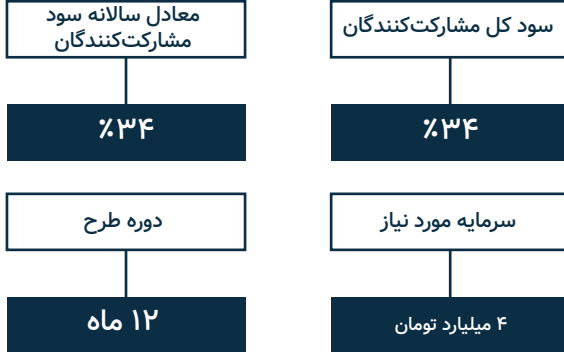 سود کل مشارکت‌کنندگان
٪۳۴
معادل سالانه سود
مشارکت‌کنندگان
٪۳۴
سرمایه مورد نیاز
۴ میلیارد تومان
دوره طرح
۱۲ ماه